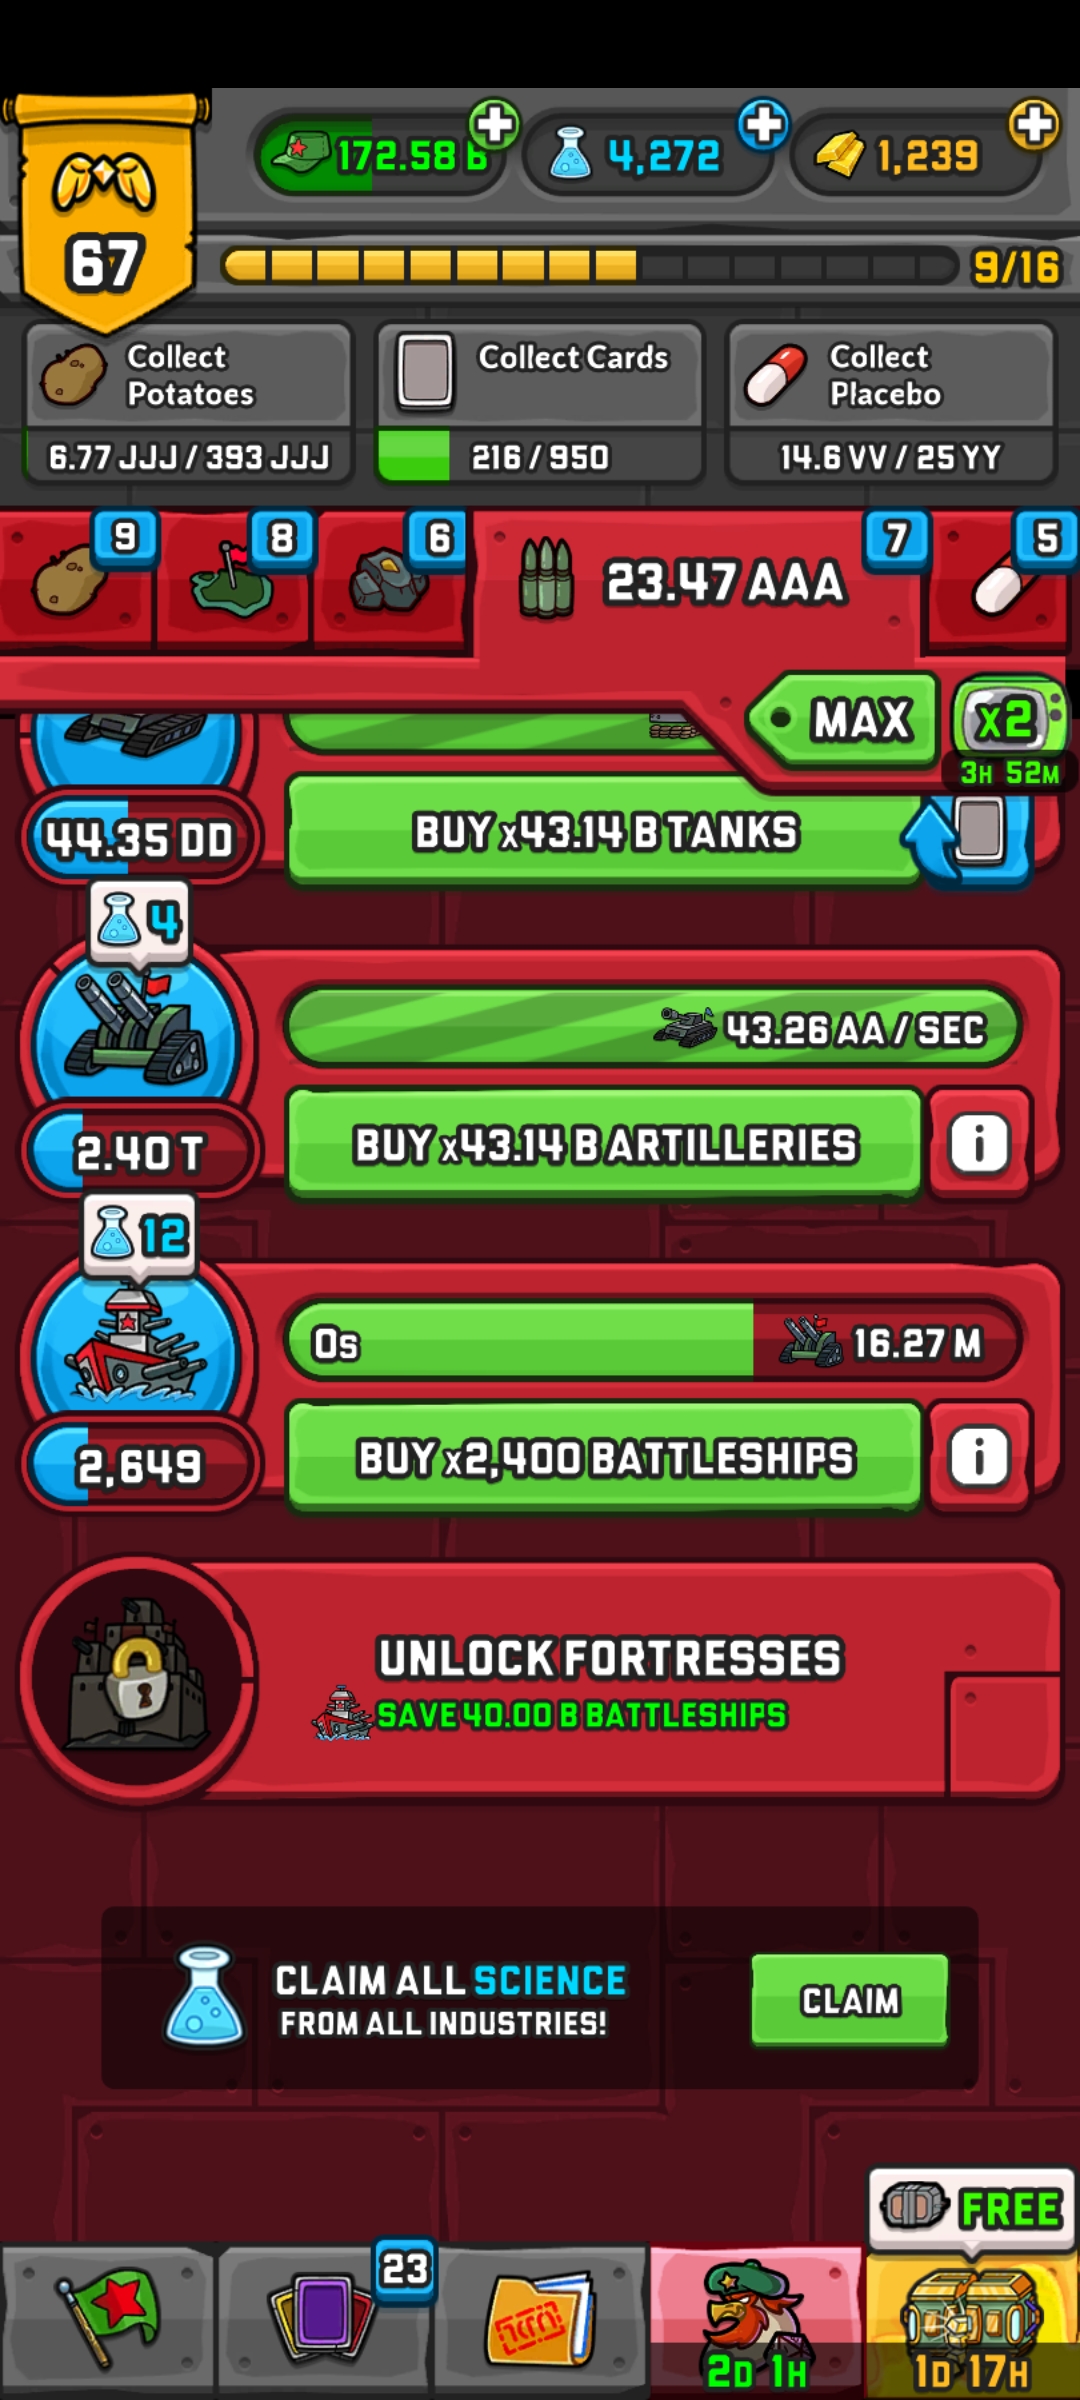 67
172.58 B
4,272
1,239
9/16
Collect Potatoes
6.77 JJJ / 393 JJJ
Collect Cards
216 / 950
Collect Placebo
14.6 VV / 25 YY
9
8
6
23.47 AAA
7
5
MAX
x2
3H 52M
44.35 DD
BUY x43.14 B TANKS
4
43.26 AA / SEC
2.40 T
BUY x43.14 B ARTILLERIES
i
12
0s
16.27 M
2,649
BUY x2,400 BATTLESHIPS
i
UNLOCK FORTRESSES
SAVE 40.00 B BATTLESHIPS
CLAIM ALL SCIENCE
FROM ALL INDUSTRIES!
CLAIM
FREE
23
2D 1H
1D 17H